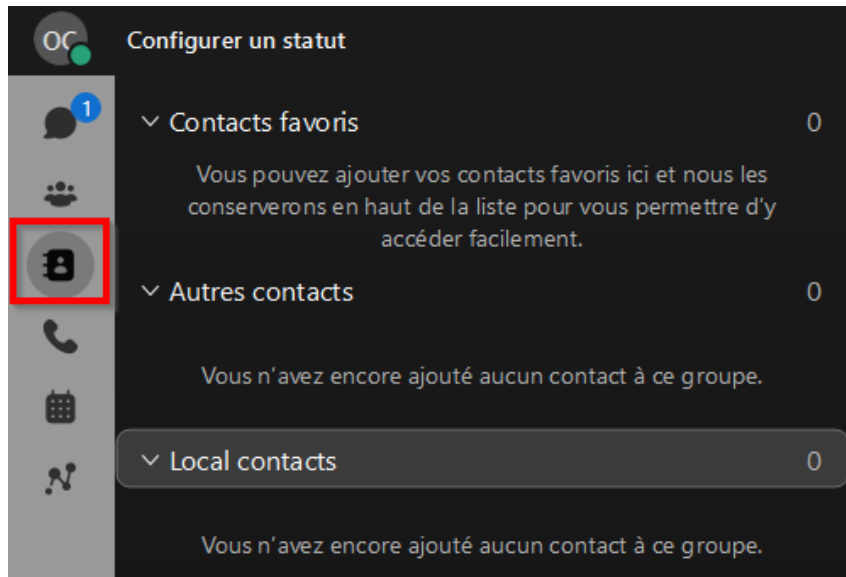 OC
Configurer un statut
1
Contacts favoris 0
Vous pouvez ajouter vos contacts favoris ici et nous les
conserverons en haut de la liste pour vous permettre d'y
accéder facilement.
Autres contacts 0
Vous n'avez encore ajouté aucun contact à ce groupe.
Local contacts 0
Vous n'avez encore ajouté aucun contact à ce groupe.